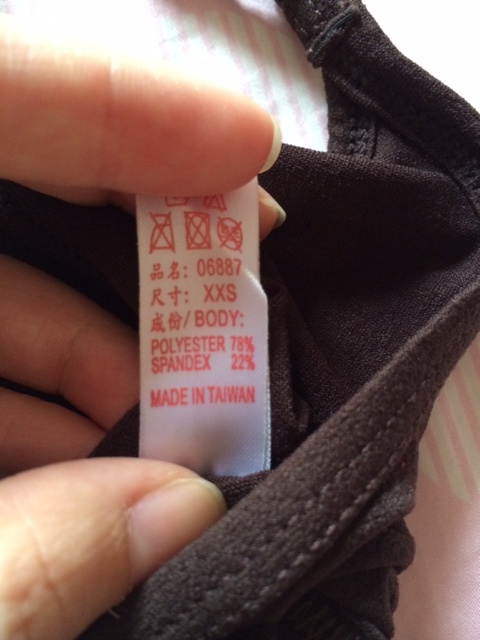 品名: 06887
尺寸: XXS
成份/BODY:
POLYESTER 78%
SPANDEX 22%
MADE IN TAIWAN